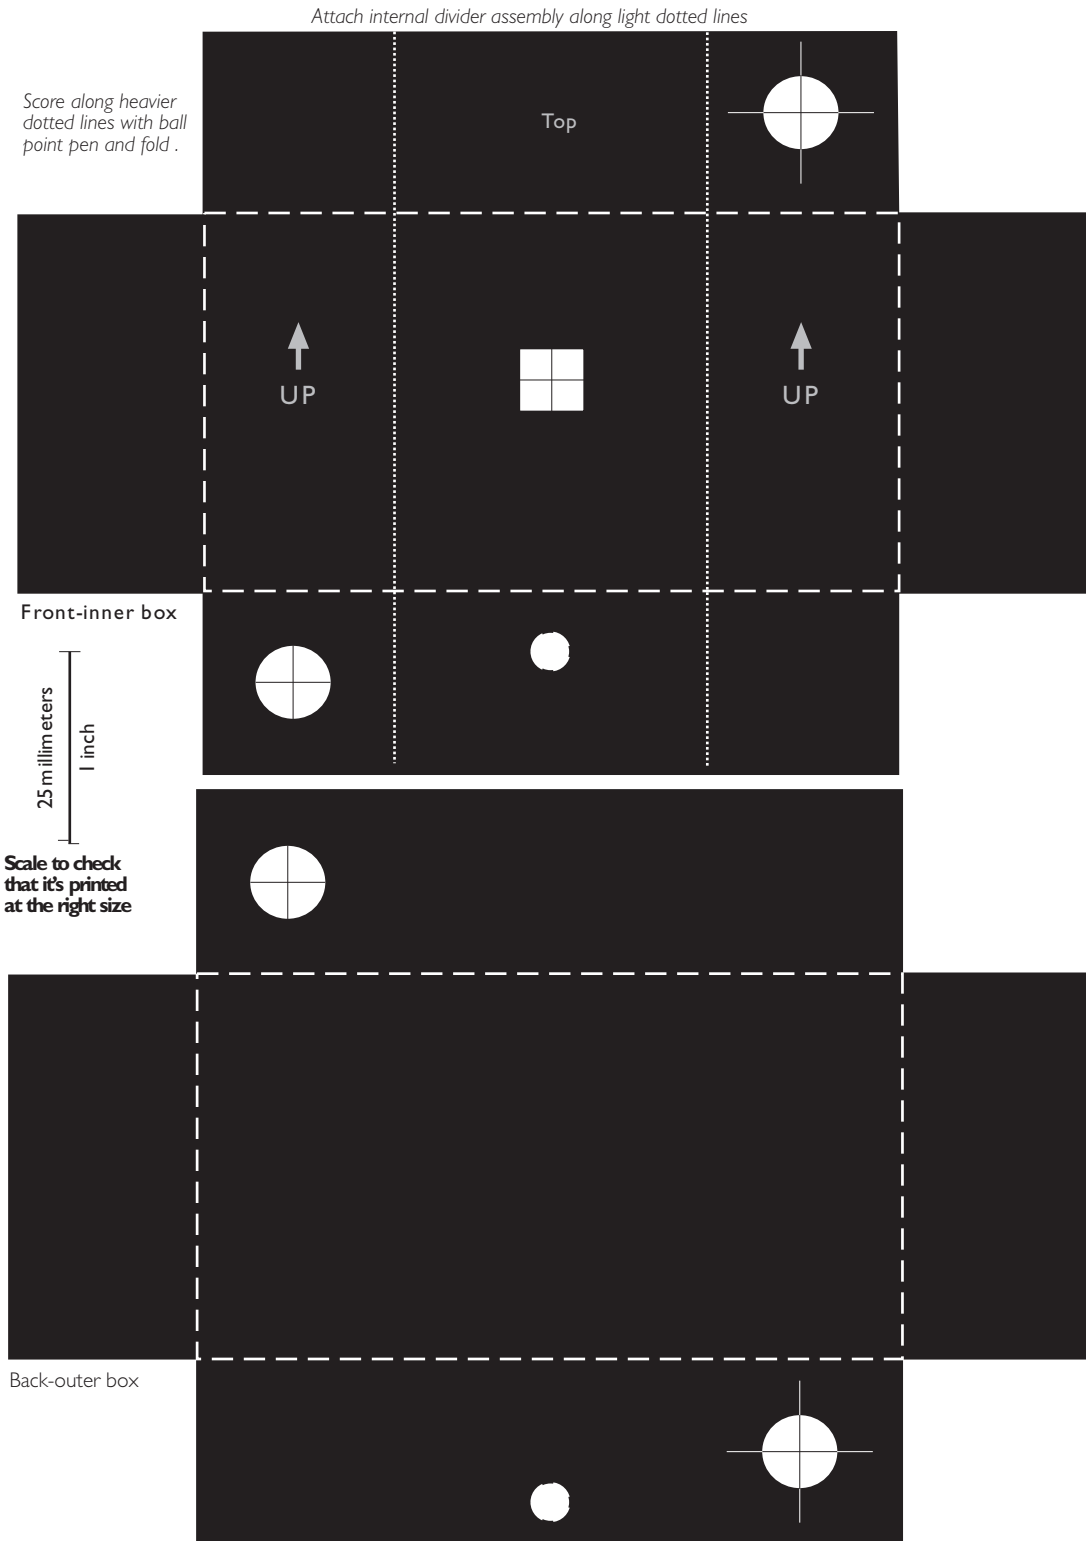 Attach internal divider assembly along light dotted lines
Score along heavier
dotted lines with ball
point pen and fold .
Top
UP
UP
Front-inner box
25 millimeters
1 inch
Scale to check
that it's printed
at the right size
Back-outer box